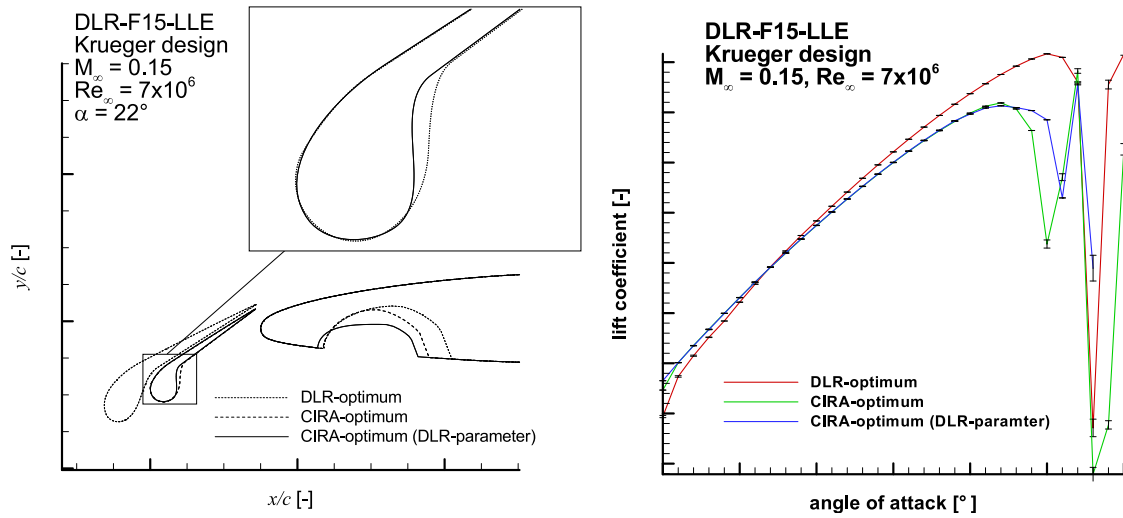 DLR-F15-LLE
Krueger design
M∞ = 0.15
Re∞ = 7x10⁶
α = 22°
y/c [-]
DLR-optimum
CIRA-optimum
CIRA-optimum (DLR-parameter)
x/c [-]
DLR-F15-LLE
Krueger design
M∞ = 0.15, Re∞ = 7x10⁶
lift coefficient [-]
DLR-optimum
CIRA-optimum
CIRA-optimum (DLR-paramter)
angle of attack [°]